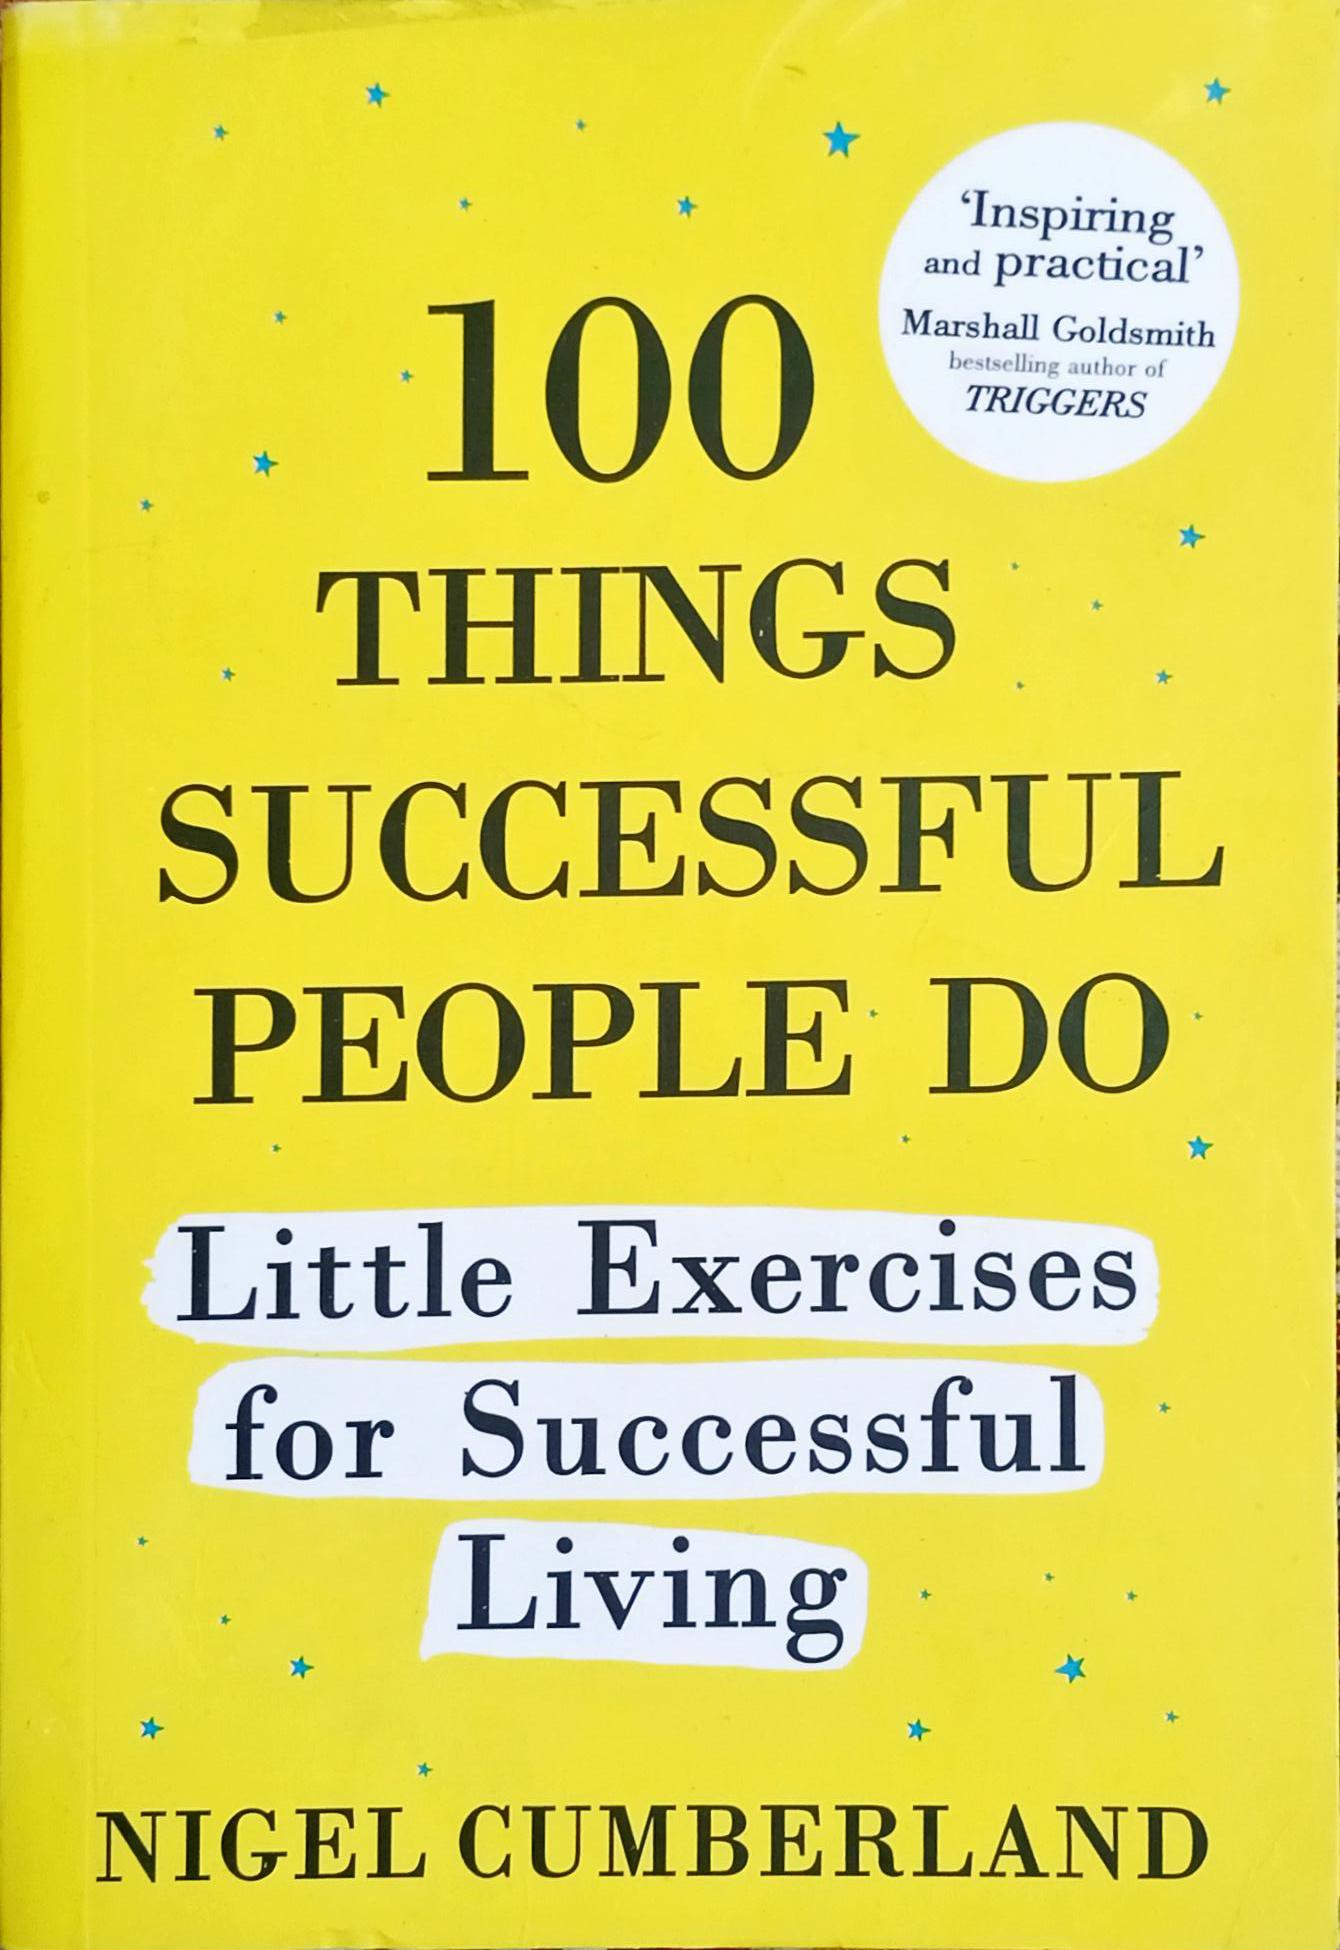 ‘Inspiring
and practical’
Marshall Goldsmith
bestselling author of
TRIGGERS
100
THINGS
SUCCESSFUL
PEOPLE DO
Little Exercises
for Successful
Living
NIGEL CUMBERLAND